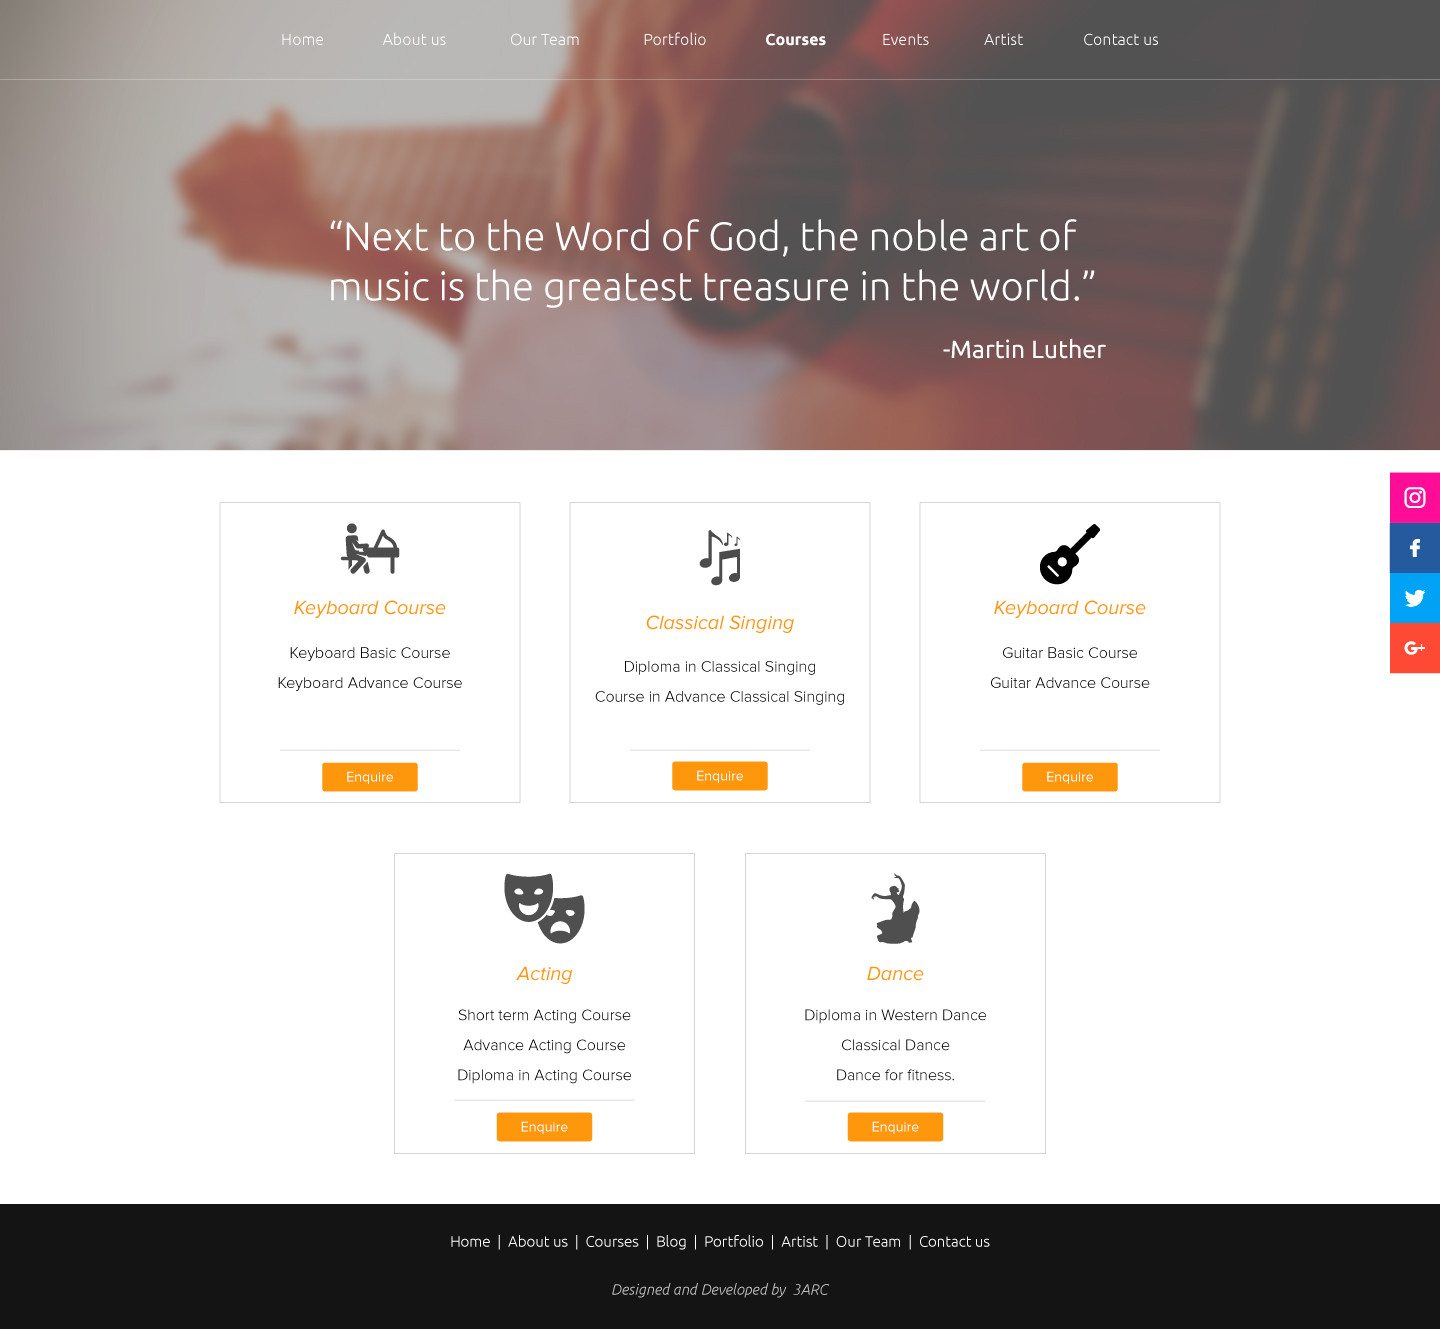 Home About us Our Team Portfolio Courses Events Artist Contact us
“Next to the Word of God, the noble art of
music is the greatest treasure in the world.”
-Martin Luther
Keyboard Course
Keyboard Basic Course
Keyboard Advance Course
Enquire
Classical Singing
Diploma in Classical Singing
Course in Advance Classical Singing
Enquire
Keyboard Course
Guitar Basic Course
Guitar Advance Course
Enquire
Acting
Short term Acting Course
Advance Acting Course
Diploma in Acting Course
Enquire
Dance
Diploma in Western Dance
Classical Dance
Dance for fitness.
Enquire
Home | About us | Courses | Blog | Portfolio | Artist | Our Team | Contact us
Designed and Developed by 3ARC